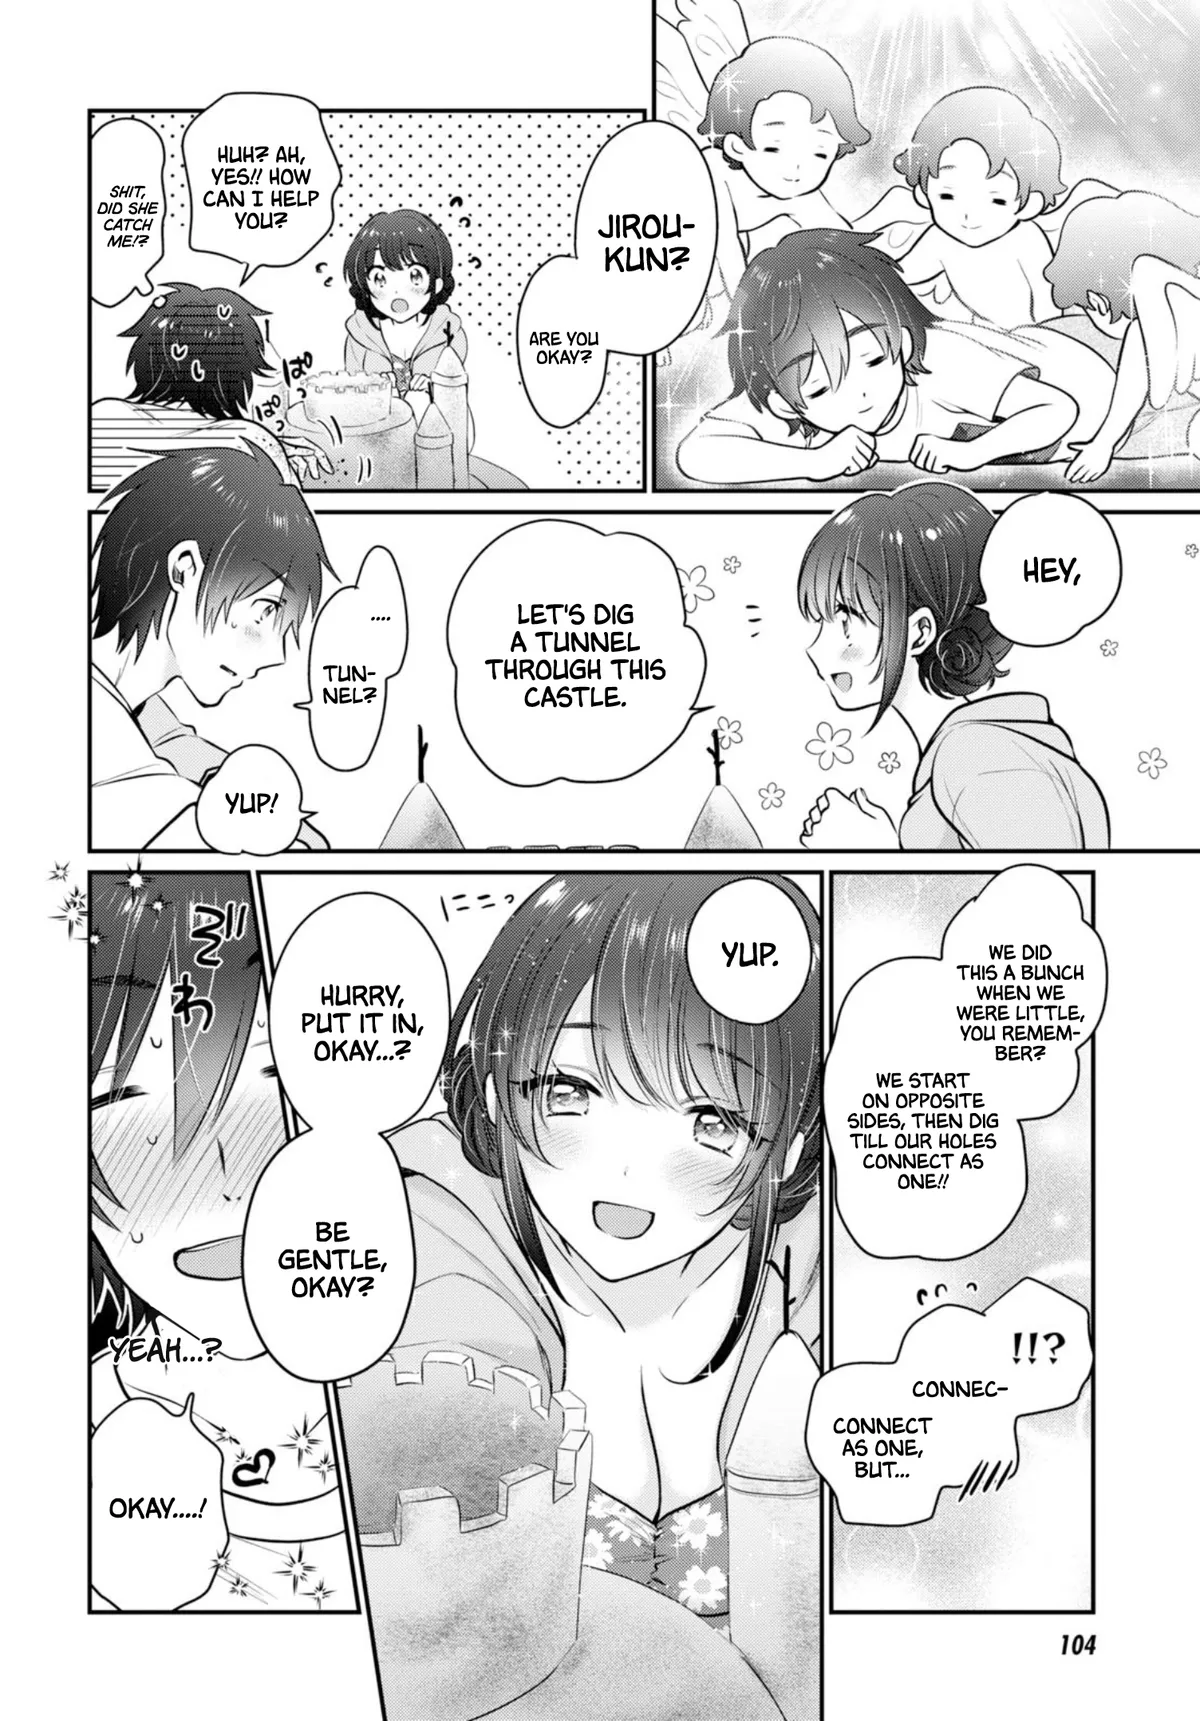 JIROU-
KUN?
ARE YOU
OKAY?
HUH? AH,
YES!! HOW
CAN I HELP
YOU?
SHIT,
DID SHE
CATCH
ME!?
HEY,
LET'S DIG
A TUNNEL
THROUGH THIS
CASTLE.
....
TUN-
NEL?
YUP!
WE DID
THIS A BUNCH
WHEN WE
WERE LITTLE,
YOU REMEM-
BER?
WE START
ON OPPOSITE
SIDES, THEN DIG
TILL OUR HOLES
CONNECT AS
ONE!!
!!?
CONNEC-
CONNECT
AS ONE,
BUT...
YUP.
ニニっ
HURRY,
PUT IT IN,
OKAY...?
BE
GENTLE,
OKAY?
YEAH...?
OKAY....!
104